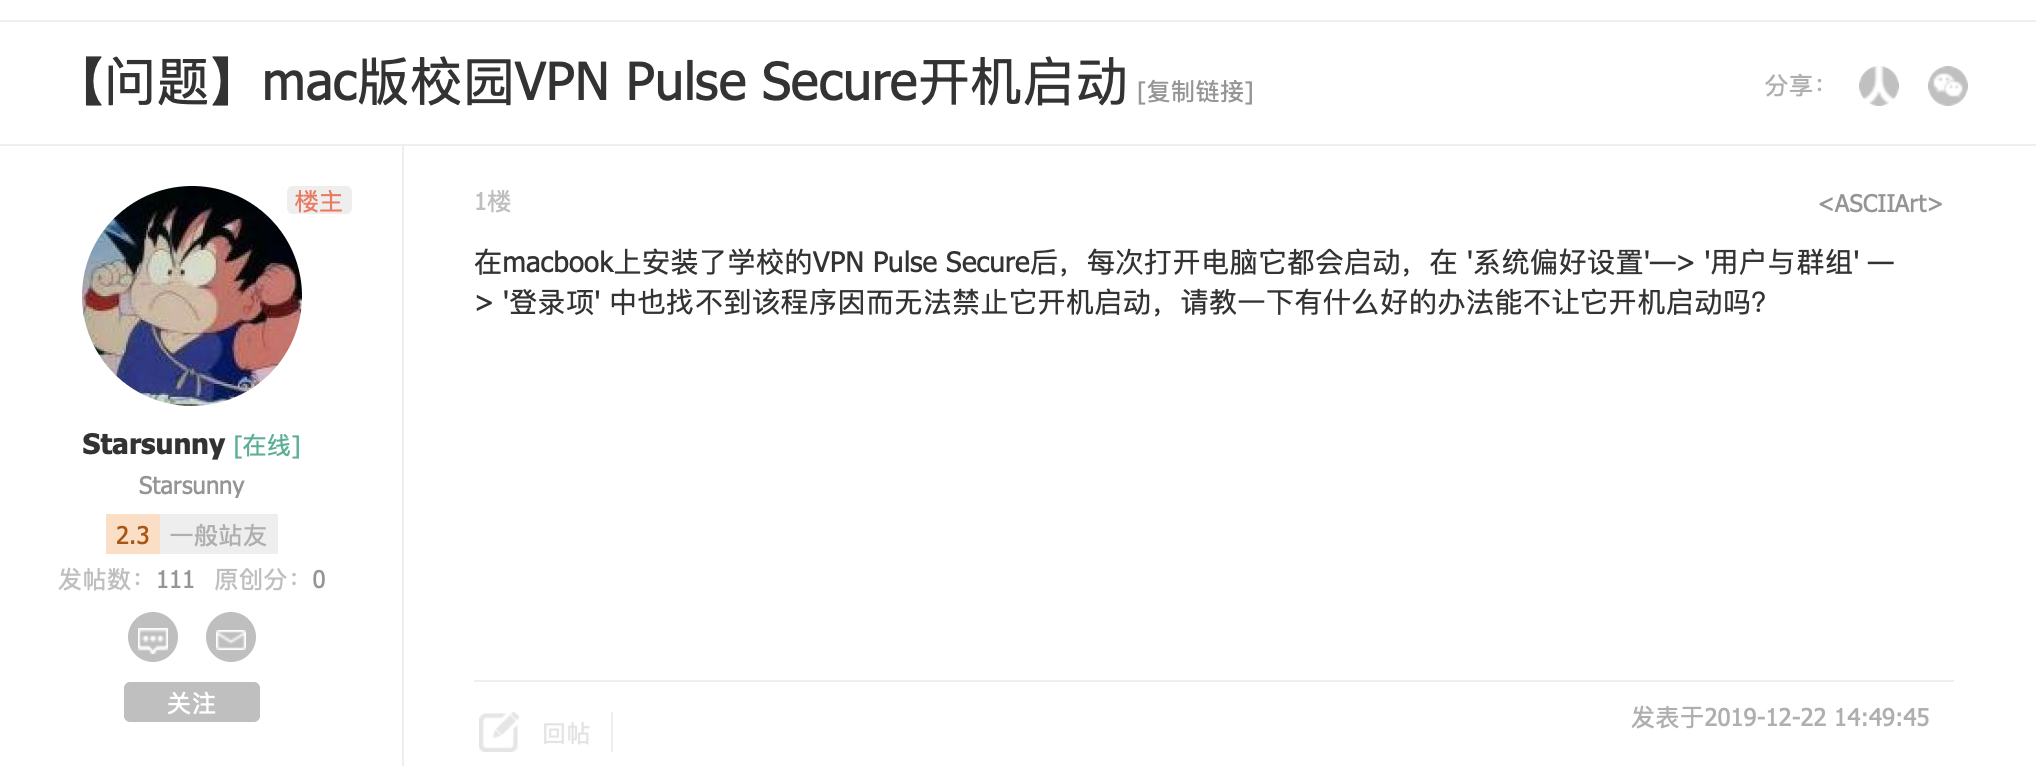 【问题】mac版校园VPN Pulse Secure开机启动 [复制链接]
分享：
楼主
Starsunny [在线]
Starsunny
2.3 一般站友
发帖数：111 原创分：0
关注
1楼
<ASCIIArt>
在macbook上安装了学校的VPN Pulse Secure后，每次打开电脑它都会启动，在 '系统偏好设置'—> '用户与群组' —
> '登录项' 中也找不到该程序因而无法禁止它开机启动，请教一下有什么好的办法能不让它开机启动吗？
回帖
发表于2019-12-22 14:49:45